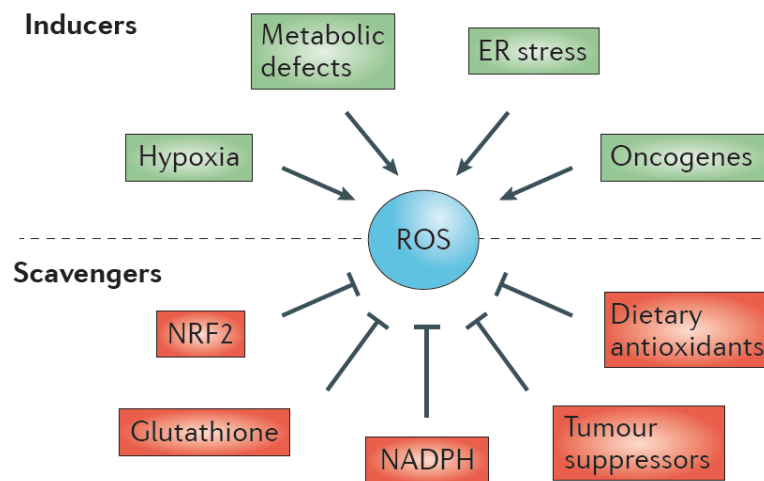 Inducers
Metabolic
defects
ER stress
Hypoxia
Oncogenes
ROS
Scavengers
NRF2
Dietary
antioxidants
Glutathione
NADPH
Tumour
suppressors